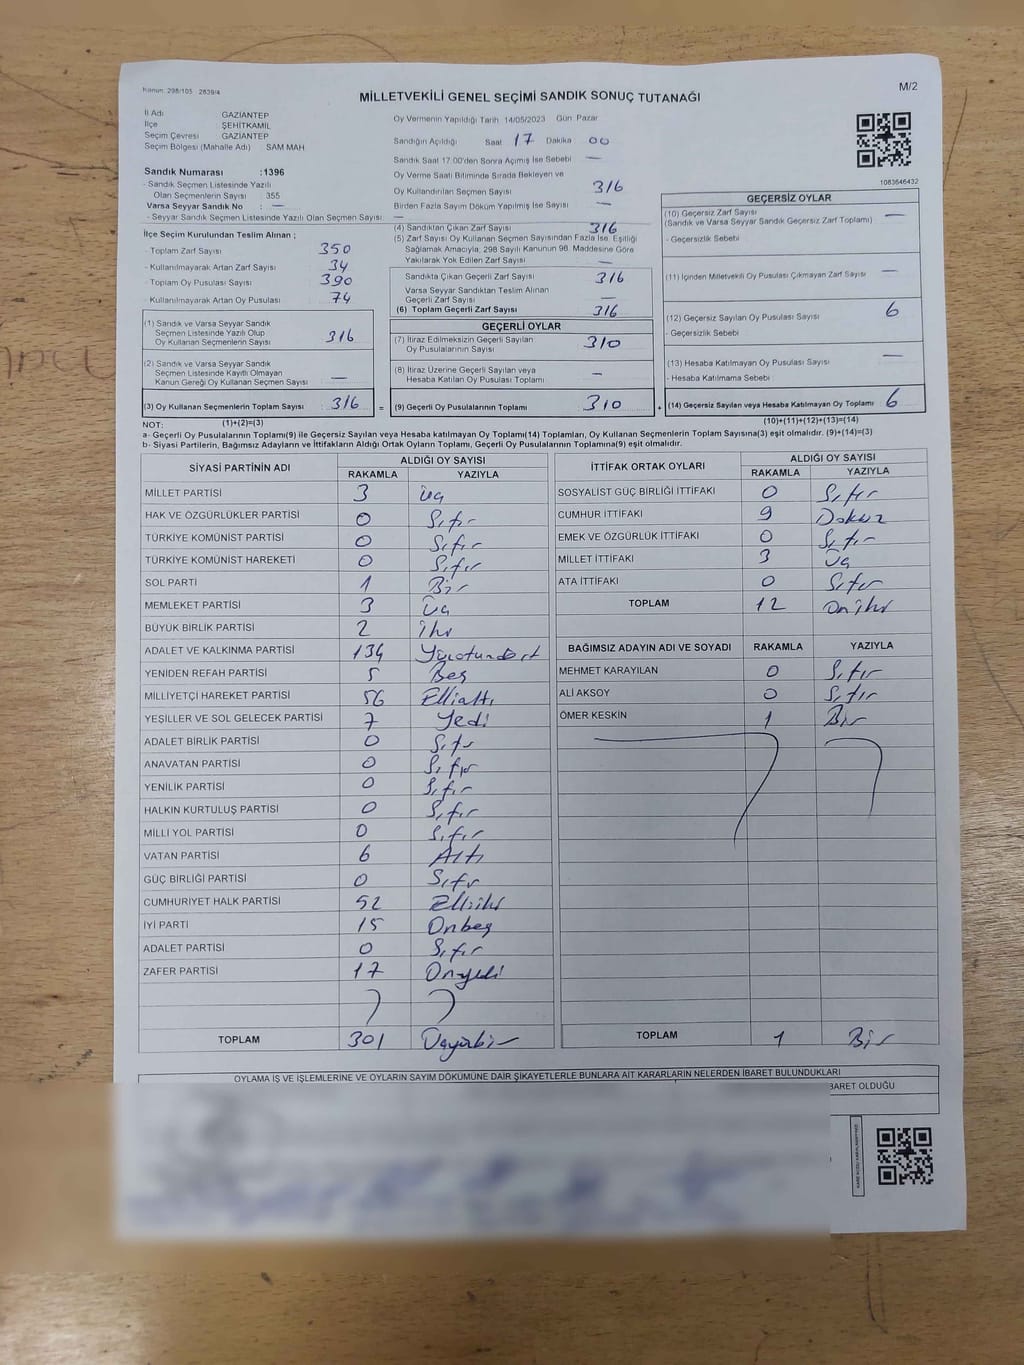 Kanun: 298/105 2839/4
M/2
MİLLETVEKİLİ GENEL SEÇİMİ SANDIK SONUÇ TUTANAĞI
İl Adı GAZİANTEP
İlçe ŞEHİTKAMİL
Seçim Çevresi GAZİANTEP
Seçim Bölgesi (Mahalle Adı) SAM MAH
Sandık Numarası :1396
- Sandık Seçmen Listesinde Yazılı
Olan Seçmenlerin Sayısı : 355
Varsa Seyyar Sandık No : —
- Seyyar Sandık Seçmen Listesinde Yazılı Olan Seçmen Sayısı: —
İlçe Seçim Kurulundan Teslim Alınan ;
- Toplam Zarf Sayısı 350
- Kullanılmayarak Artan Zarf Sayısı 34
- Toplam Oy Pusulası Sayısı 390
- Kullanılmayarak Artan Oy Pusulası 74
Oy Vermenin Yapıldığı Tarih 14/05/2023 Gün Pazar
Sandığın Açıldığı Saat 17 Dakika 00
Sandık Saat 17.00'den Sonra Açımış İse Sebebi —
Oy Verme Saati Bitiminde Sırada Bekleyen ve
Oy Kullandırılan Seçmen Sayısı 316
Birden Fazla Sayım Döküm Yapılmış İse Sayısı —
(4) Sandıktan Çıkan Zarf Sayısı 316
(5) Zarf Sayısı Oy Kullanan Seçmen Sayısından Fazla İse, Eşitliği
Sağlamak Amacıyla, 298 Sayılı Kanunun 98. Maddesine Göre
Yakılarak Yok Edilen Zarf Sayısı —
Sandıkta Çıkan Geçerli Zarf Sayısı 316
Varsa Seyyar Sandıktan Teslim Alınan
Geçerli Zarf Sayısı —
(6) Toplam Geçerli Zarf Sayısı 316
1083646432
GEÇERSİZ OYLAR
(10) Geçersiz Zarf Sayısı —
(Sandık ve Varsa Seyyar Sandık Geçersiz Zarf Toplamı)
- Geçersizlik Sebebi
(11) İçinden Milletvekili Oy Pusulası Çıkmayan Zarf Sayısı —
(12) Geçersiz Sayılan Oy Pusulası Sayısı 6
- Geçersizlik Sebebi
(13) Hesaba Katılmayan Oy Pusulası Sayısı —
- Hesaba Katılmama Sebebi
(1) Sandık ve Varsa Seyyar Sandık
Seçmen Listesinde Yazılı Olup
Oy Kullanan Seçmenlerin Sayısı 316
(2) Sandık ve Varsa Seyyar Sandık
Seçmen Listesinde Kayıtlı Olmayan
Kanun Gereği Oy Kullanan Seçmen Sayısı —
GEÇERLİ OYLAR
(7) İtiraz Edilmeksizin Geçerli Sayılan
Oy Pusulalarının Sayısı 310
(8) İtiraz Üzerine Geçerli Sayılan veya
Hesaba Katılan Oy Pusulası Toplamı —
(3) Oy Kullanan Seçmenlerin Toplam Sayısı 316 = (9) Geçerli Oy Pusulalarının Toplamı 310 + (14) Geçersiz Sayılan veya Hesaba Katılmayan Oy Toplamı 6
NOT: (1)+(2)=(3) (10)+(11)+(12)+(13)=(14)
a- Geçerli Oy Pusulalarının Toplamı(9) ile Geçersiz Sayılan veya Hesaba katılmayan Oy Toplamı(14) Toplamları, Oy Kullanan Seçmenlerin Toplam Sayısına(3) eşit olmalıdır. (9)+(14)=(3)
b- Siyasi Partilerin, Bağımsız Adayların ve İttifakların Aldığı Oy Sayısı Toplamı, Geçerli Oy Pusulalarının Toplamına(9) eşit olmalıdır.
SİYASİ PARTİNİN ADI ALDIĞI OY SAYISI
RAKAMLA YAZIYLA
MİLLET PARTİSİ 3 Üç
HAK VE ÖZGÜRLÜKLER PARTİSİ 0 Sıfır
TÜRKİYE KOMÜNİST PARTİSİ 0 Sıfır
TÜRKİYE KOMÜNİST HAREKETİ 0 Sıfır
SOL PARTİ 1 Bir
MEMLEKET PARTİSİ 3 Üç
BÜYÜK BİRLİK PARTİSİ 2 İki
ADALET VE KALKINMA PARTİSİ 134 Yüzotuzdört
YENİDEN REFAH PARTİSİ 5 Beş
MİLLİYETÇİ HAREKET PARTİSİ 56 Ellialtı
YEŞİLLER VE SOL GELECEK PARTİSİ 7 Yedi
ADALET BİRLİK PARTİSİ 0 Sıfır
ANAVATAN PARTİSİ 0 Sıfır
YENİLİK PARTİSİ 0 Sıfır
HALKIN KURTULUŞ PARTİSİ 0 Sıfır
MİLLİ YOL PARTİSİ 0 Sıfır
VATAN PARTİSİ 6 Altı
GÜÇ BİRLİĞİ PARTİSİ 0 Sıfır
CUMHURİYET HALK PARTİSİ 52 Elliiki
İYİ PARTİ 15 Onbeş
ADALET PARTİSİ 0 Sıfır
ZAFER PARTİSİ 17 Onyedi
TOPLAM 301 Üçyüzbir
İTTİFAK ORTAK OYLARI ALDIĞI OY SAYISI
RAKAMLA YAZIYLA
SOSYALİST GÜÇ BİRLİĞİ İTTİFAKI 0 Sıfır
CUMHUR İTTİFAKI 9 Dokuz
EMEK VE ÖZGÜRLÜK İTTİFAKI 0 Sıfır
MİLLET İTTİFAKI 3 Üç
ATA İTTİFAKI 0 Sıfır
TOPLAM 12 Oniki
BAĞIMSIZ ADAYIN ADI VE SOYADI RAKAMLA YAZIYLA
MEHMET KARAYILAN 0 Sıfır
ALİ AKSOY 0 Sıfır
ÖMER KESKİN 1 Bir
TOPLAM 1 Bir
OYLAMA İŞ VE İŞLEMLERİNE VE OYLARIN SAYIM DÖKÜMÜNE DAİR ŞİKAYETLERLE BUNLARA AİT KARARLARIN NELERDEN İBARET BULUNDUKLARI
BARET OLDUĞU